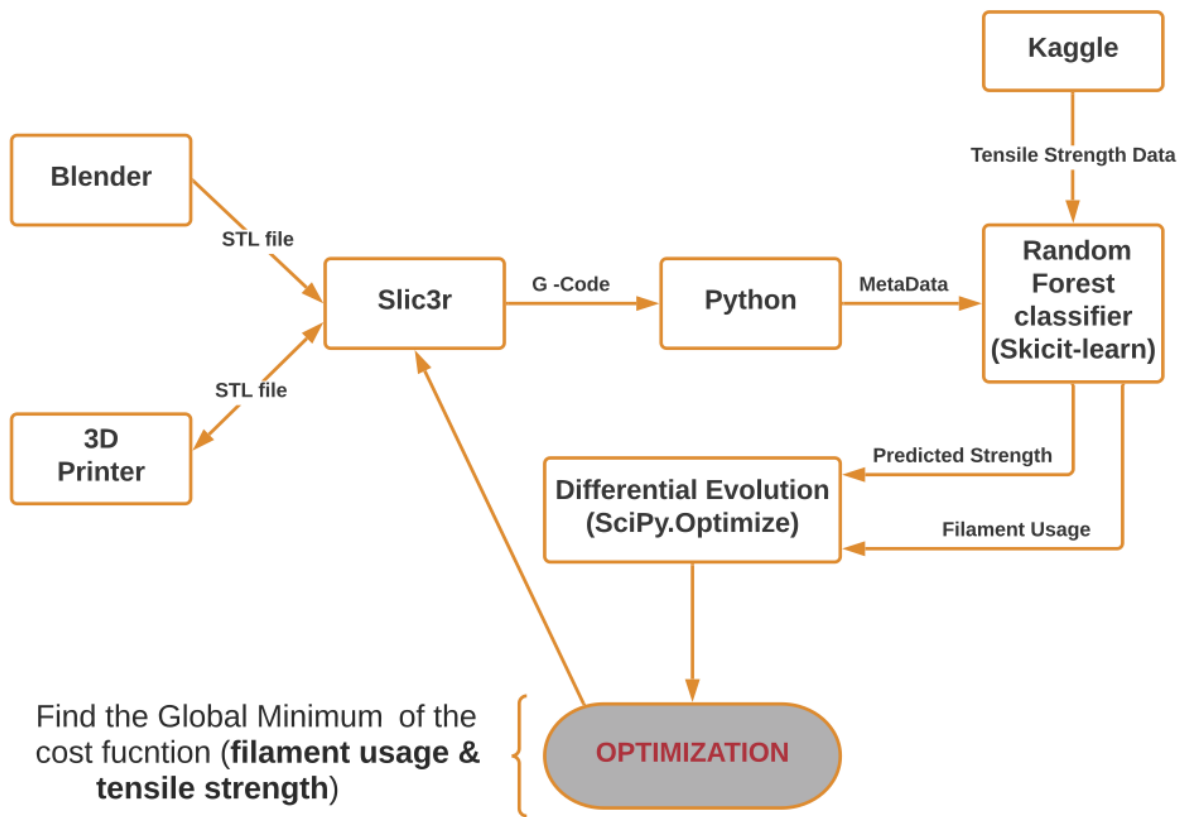 Kaggle
Tensile Strength Data
Blender
STL file
Slic3r
G -Code
Python
MetaData
Random
Forest
classifier
(Skicit-learn)
STL file
3D
Printer
Predicted Strength
Differential Evolution
(SciPy.Optimize)
Filament Usage
Find the Global Minimum of the
cost fucntion (filament usage &
tensile strength)
OPTIMIZATION